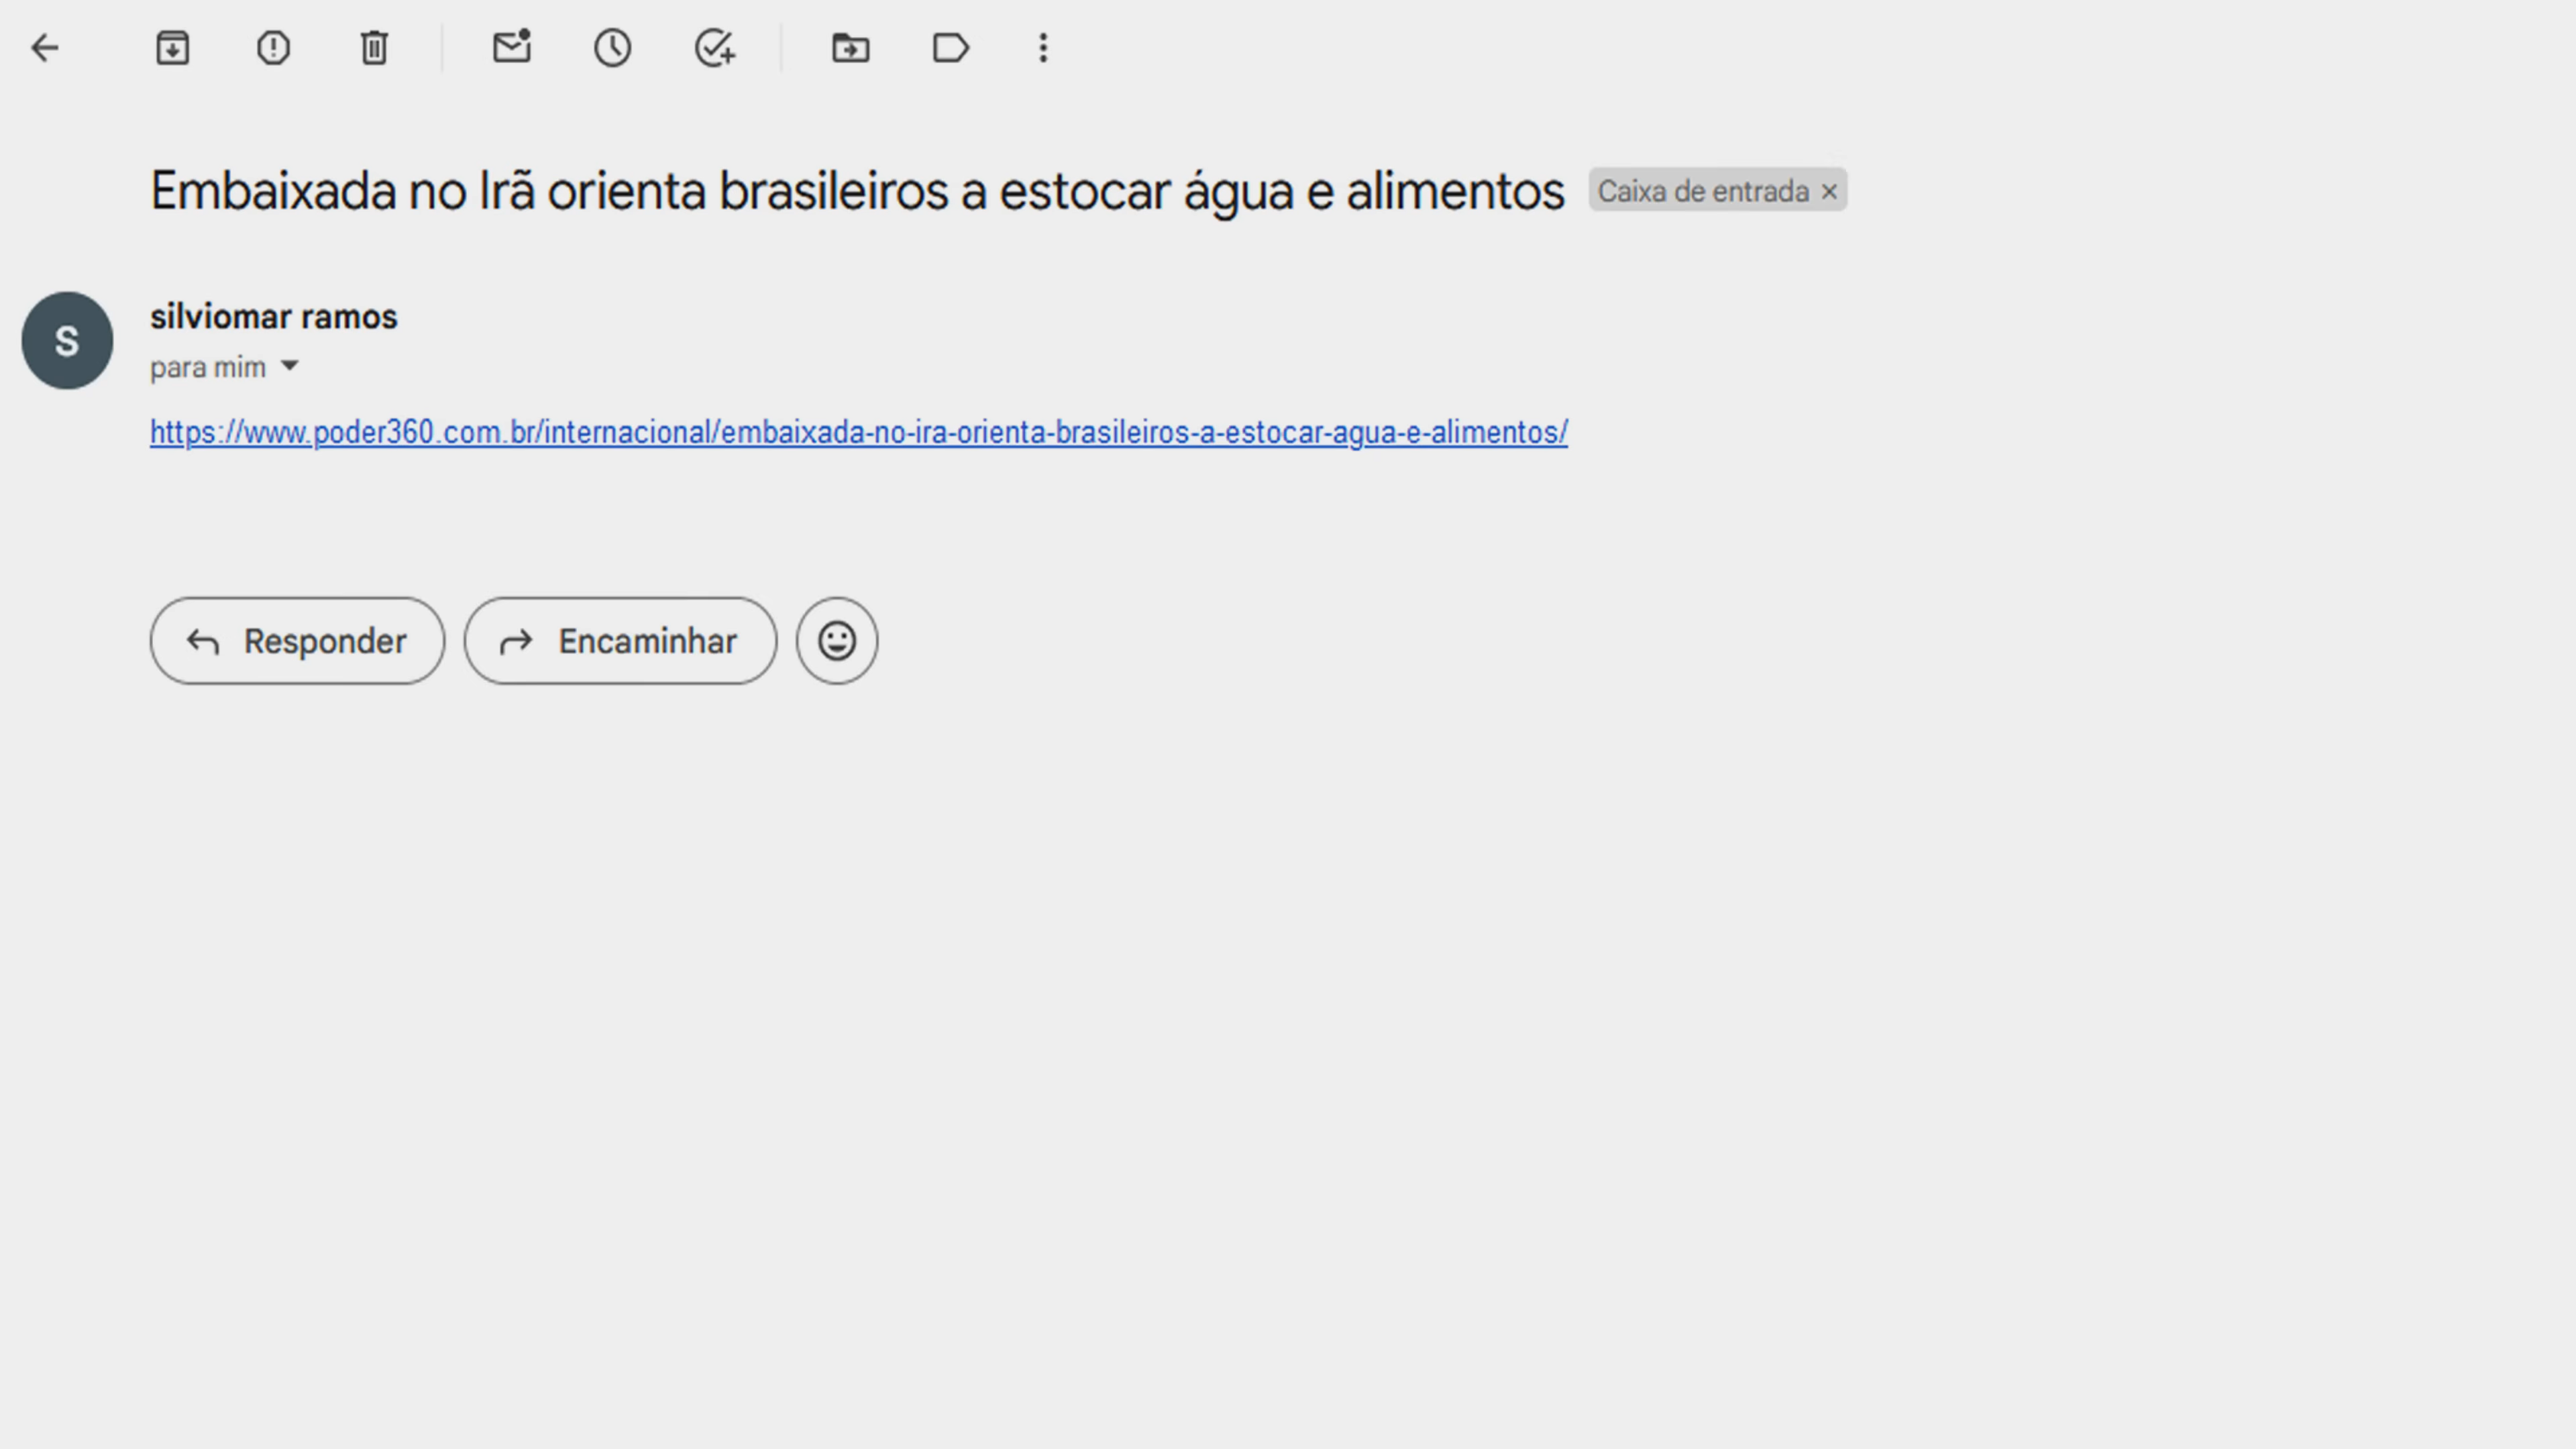 Embaixada no Irã orienta brasileiros a estocar água e alimentos Caixa de entrada ×
S
silviomar ramos
para mim
https://www.poder360.com.br/internacional/embaixada-no-ira-orienta-brasileiros-a-estocar-agua-e-alimentos/
Responder Encaminhar